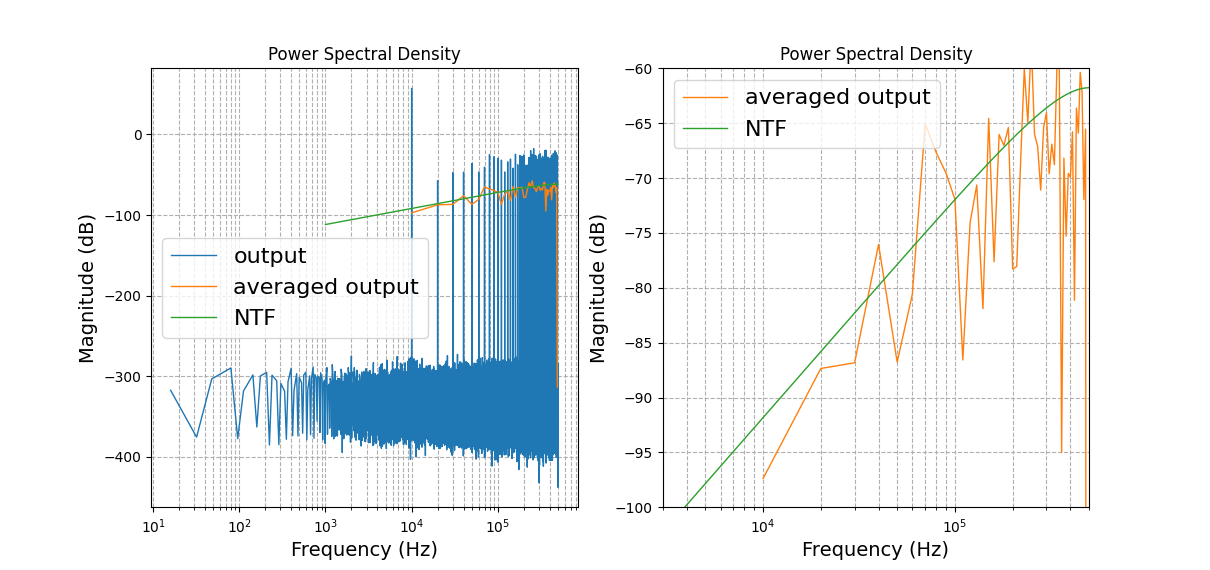 Power Spectral Density
Magnitude (dB)
0
−100
−200
−300
−400
output
averaged output
NTF
10¹
10²
10³
10⁴
10⁵
Frequency (Hz)
Power Spectral Density
Magnitude (dB)
−60
−65
−70
−75
−80
−85
−90
−95
−100
averaged output
NTF
10⁴
10⁵
Frequency (Hz)